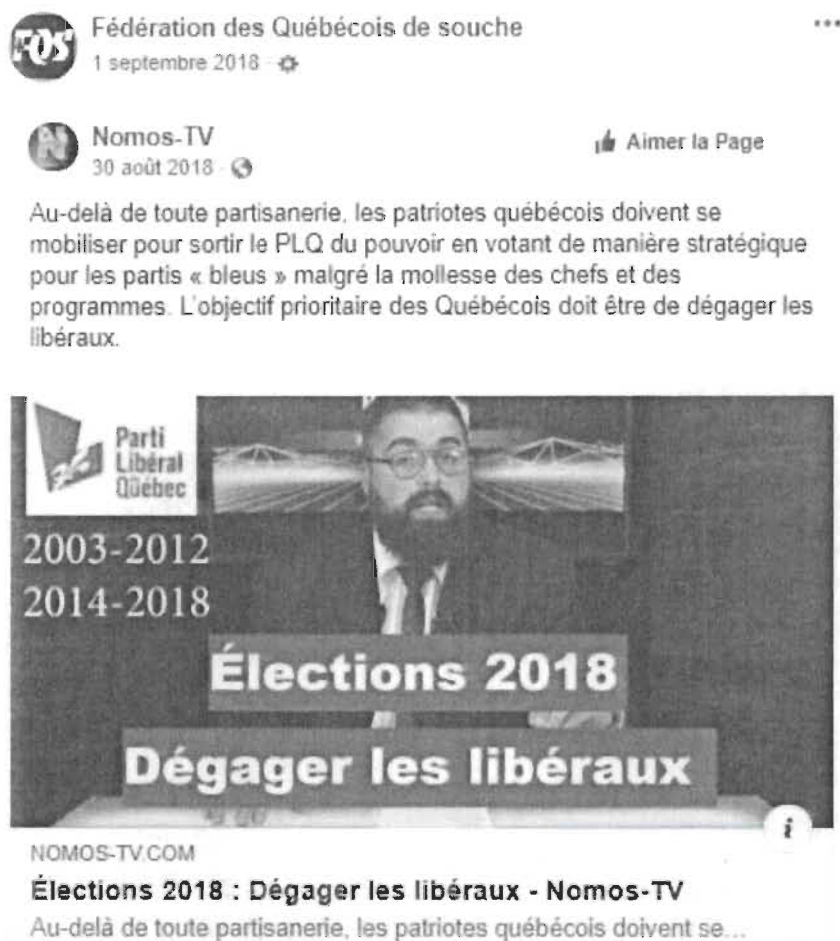 Fédération des Québécois de souche
1 septembre 2018
FQS
Nomos-TV
30 août 2018
N
Aimer la Page
Au-delà de toute partisanerie, les patriotes québécois doivent se
mobiliser pour sortir le PLQ du pouvoir en votant de manière stratégique
pour les partis « bleus » malgré la mollesse des chefs et des
programmes. L'objectif prioritaire des Québécois doit être de dégager les
libéraux.
Parti
Libéral
Québec
2003-2012
2014-2018
Élections 2018
Dégager les libéraux
i
NOMOS-TV.COM
Élections 2018 : Dégager les libéraux - Nomos-TV
Au-delà de toute partisanerie, les patriotes québécois doivent se...